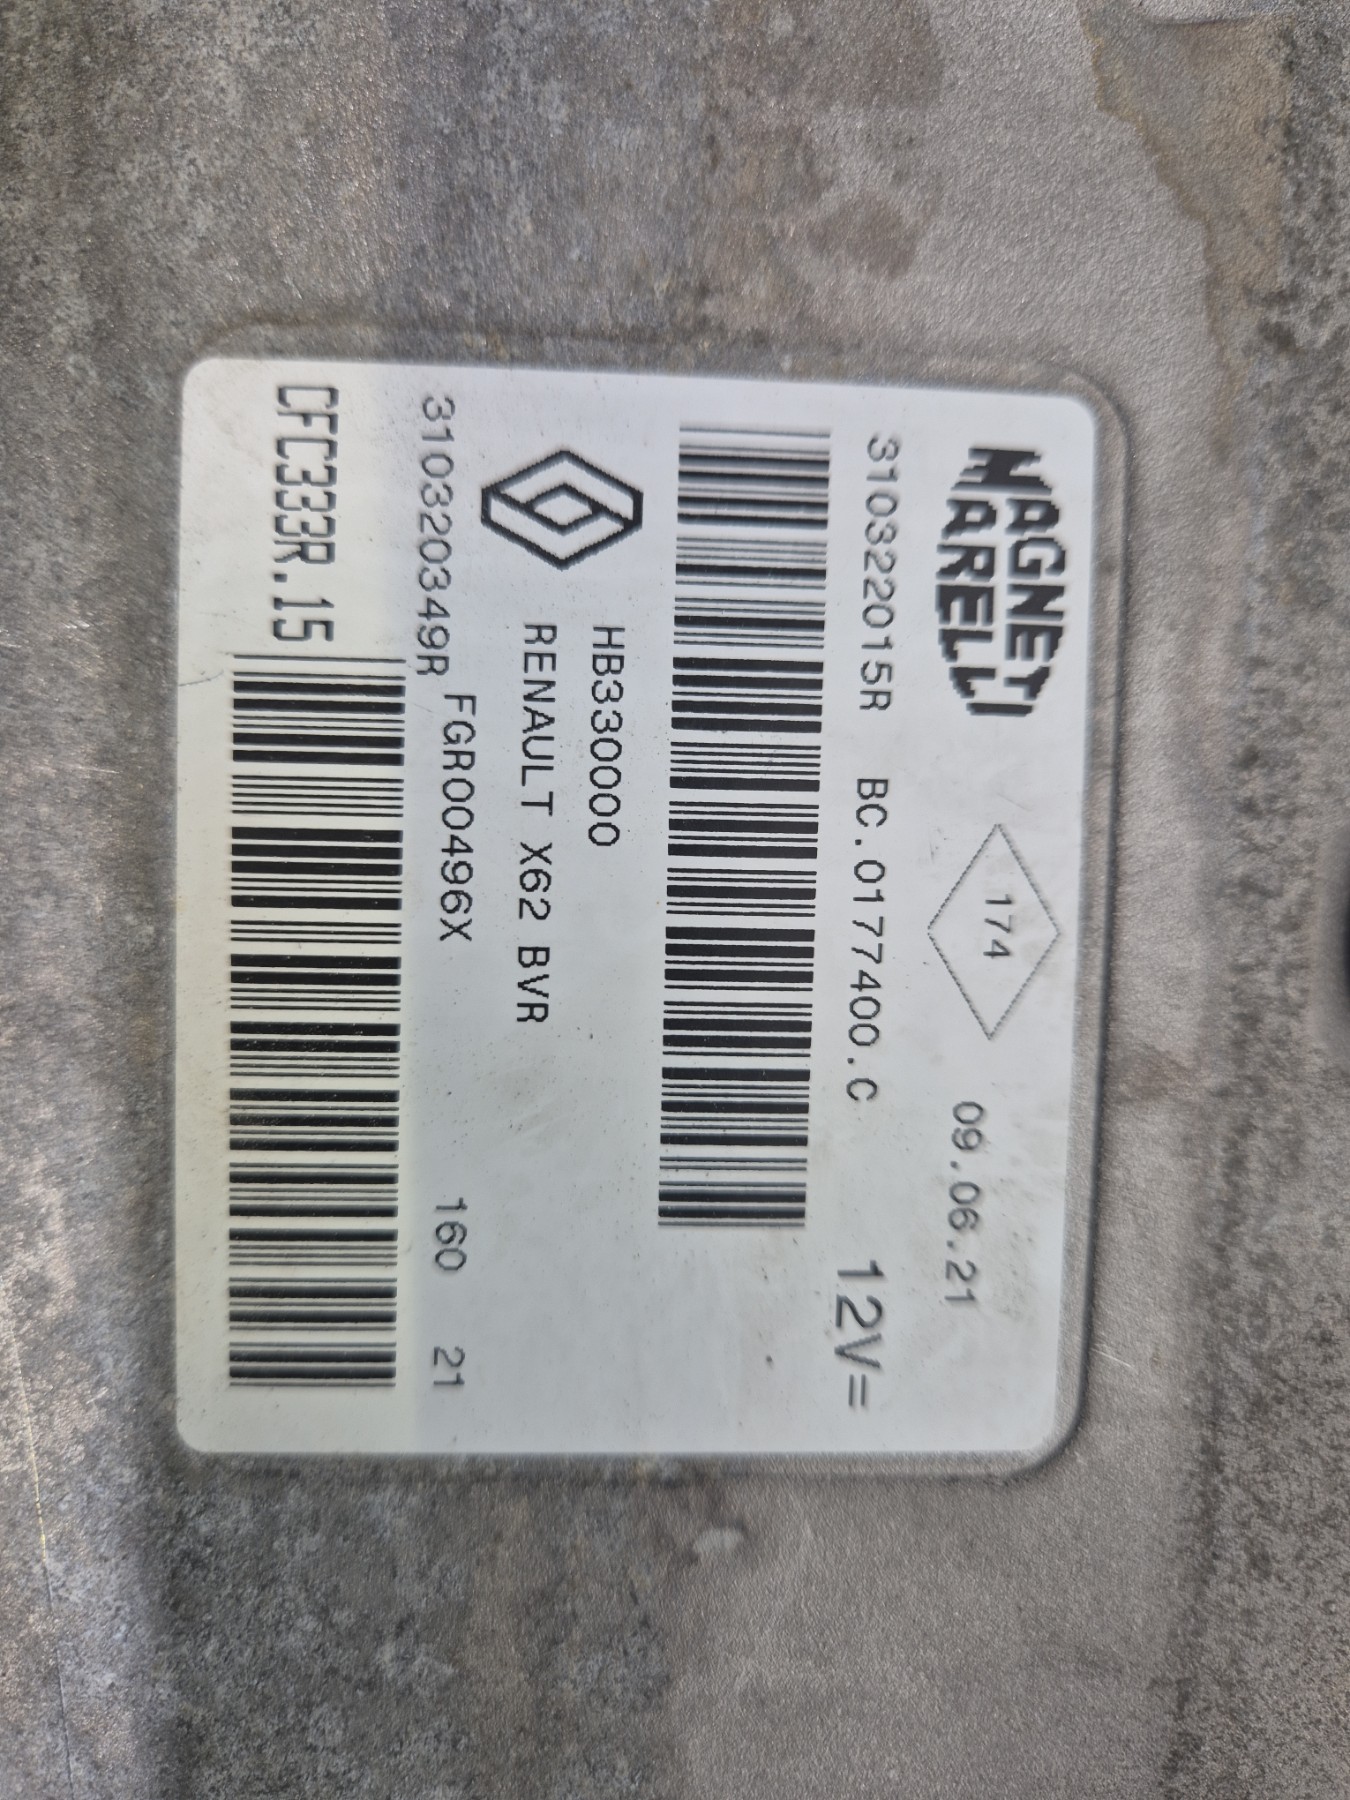 MAGNETI
MARELLI
174
09.06.21
310322015R BC.0177400.C 12V=
HB330000
RENAULT X62 BVR
310320349R FGR00496X 160 21
CFC333R.15